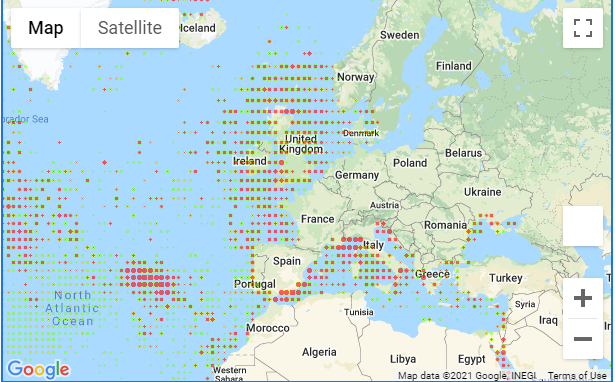 Map
Satellite
Iceland
Sweden
Finland
Norway
brador Sea
United
Kingdom
Denmark
Ireland
Belarus
Poland
Germany
Ukraine
Austria
France
Romania
Italy
Spain
Portugal
Greece
Turkey
North
Atlantic
Ocean
Syria
Tunisia
Iraq
Morocco
Algeria
Libya
Egypt
Western
Sahara
Google
Map data ©2021 Google, INEGI
Terms of Use